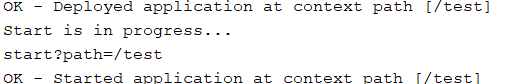 OK - Deployed application at context path [/test]
Start is in progress...
start?path=/test
OK - Started application at context path [/test]